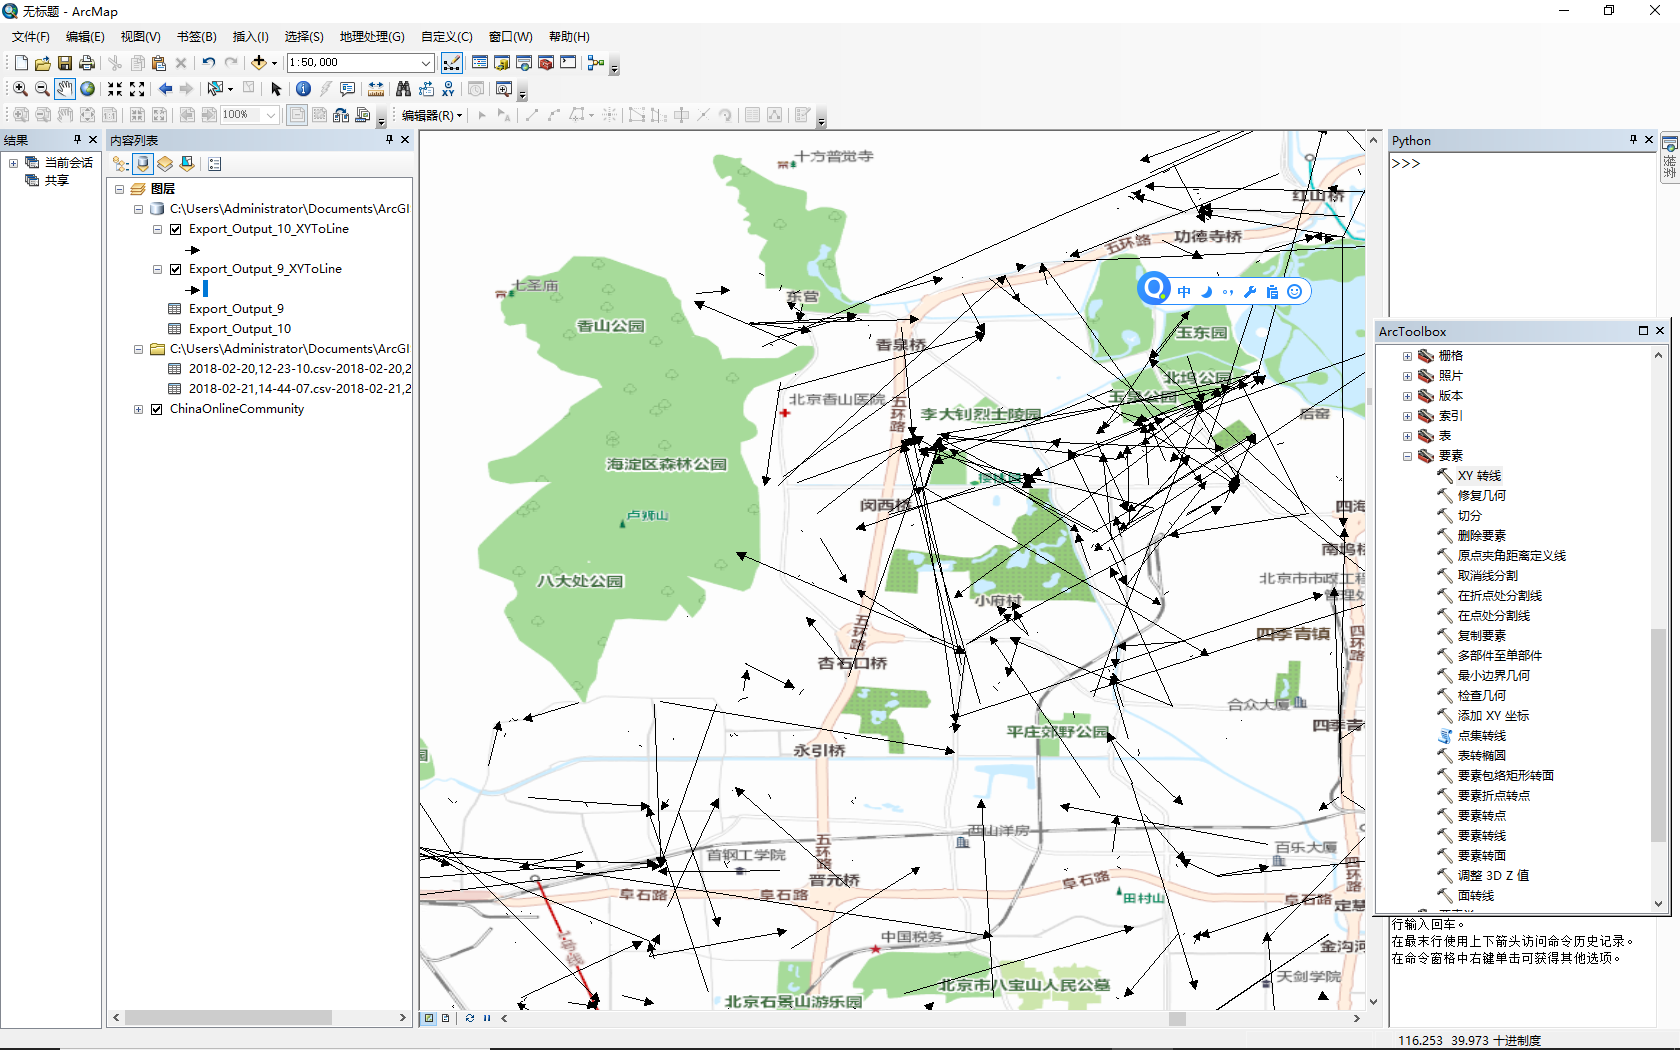 无标题 - ArcMap
文件(F) 编辑(E) 视图(V) 书签(B) 插入(I) 选择(S) 地理处理(G) 自定义(C) 窗口(W) 帮助(H)
1:50,000
100%
编辑器(R)
结果
当前会话
共享
内容列表
图层
C:\Users\Administrator\Documents\ArcGI
Export_Output_10_XYToLine
Export_Output_9_XYToLine
Export_Output_9
Export_Output_10
C:\Users\Administrator\Documents\ArcGI
2018-02-20,12-23-10.csv-2018-02-20,2
2018-02-21,14-44-07.csv-2018-02-21,2
ChinaOnlineCommunity
十方普觉寺
红山桥
五环路
功德寺桥
七圣庙
东营
香山公园
中
玉东园
香泉桥
北坞公园
北京香山医院
五环路
李大钊烈士陵园
后窑
海淀区森林公园
闵西桥
四海
卢狮山
南坞桥
八大处公园
北京市市政工程
管理处
小府村
五环路
四季青镇
四环路
杏石口桥
合众大厦
四季青
平庄郊野公园
永引桥
西山洋房
首钢工学院
五环路
百乐大厦
晋元桥
阜石路
阜石路
阜石路
阜石路
四环路
田村山
定慧
1号线
中国税务
金沟河
天剑学院
北京市八宝山人民公墓
北京石景山游乐园
Python
>>>
ArcToolbox
栅格
照片
版本
索引
表
要素
XY 转线
修复几何
切分
删除要素
原点夹角距离定义线
取消线分割
在折点处分割线
在点处分割线
复制要素
多部件至单部件
最小边界几何
检查几何
添加 XY 坐标
点集转线
表转椭圆
要素包络矩形转面
要素折点转点
要素转点
要素转线
要素转面
调整 3D Z 值
面转线
行输入回车。
在最末行使用上下箭头访问命令历史记录。
在命令窗格中右键单击可获得其他选项。
116.253 39.973 十进制度